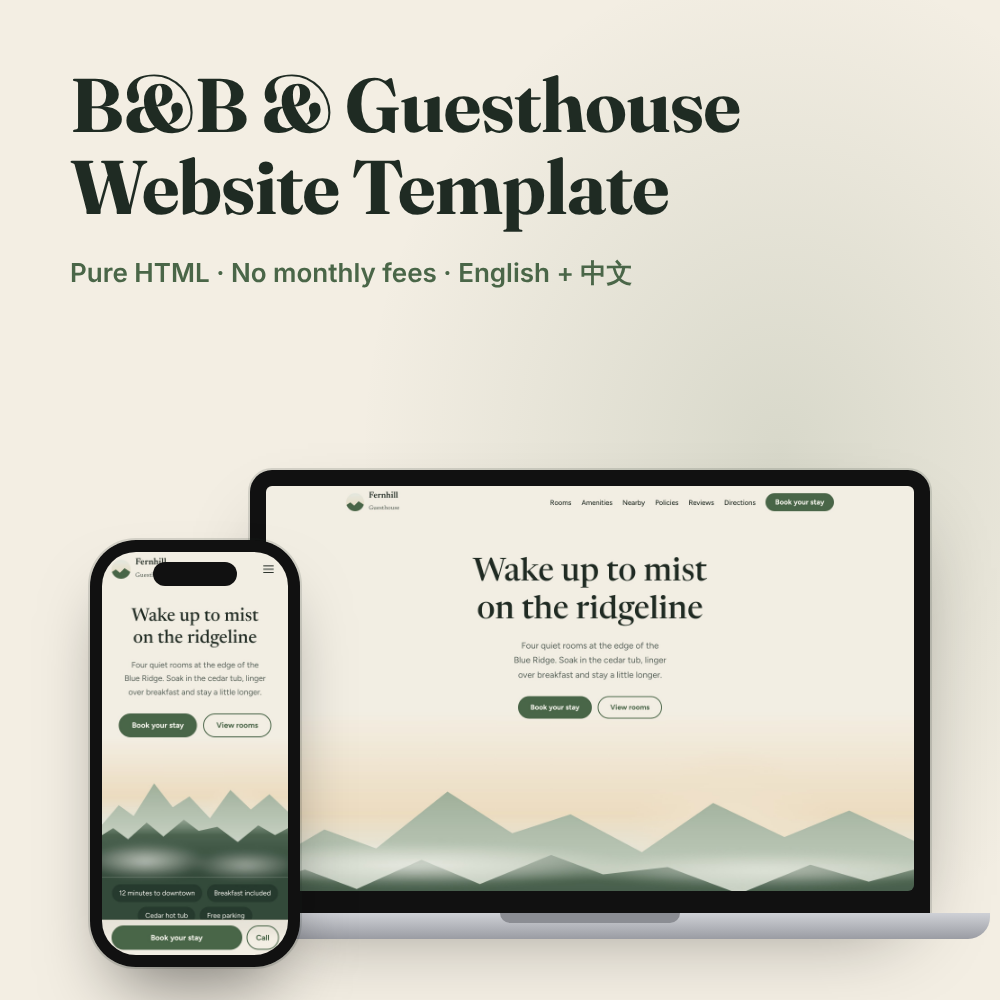 B&B & Guesthouse
Website Template
Pure HTML · No monthly fees · English + 中文
Fernhill
Guesthouse
Rooms Amenities Nearby Policies Reviews Directions Book your stay
Wake up to mist
on the ridgeline
Four quiet rooms at the edge of the
Blue Ridge. Soak in the cedar tub, linger
over breakfast and stay a little longer.
Book your stay View rooms
Fernhill
Wake up to mist
on the ridgeline
Four quiet rooms at the edge of the
Blue Ridge. Soak in the cedar tub, linger
over breakfast and stay a little longer.
Book your stay View rooms
12 minutes to downtown Breakfast included
Cedar hot tub Free parking
Book your stay Call